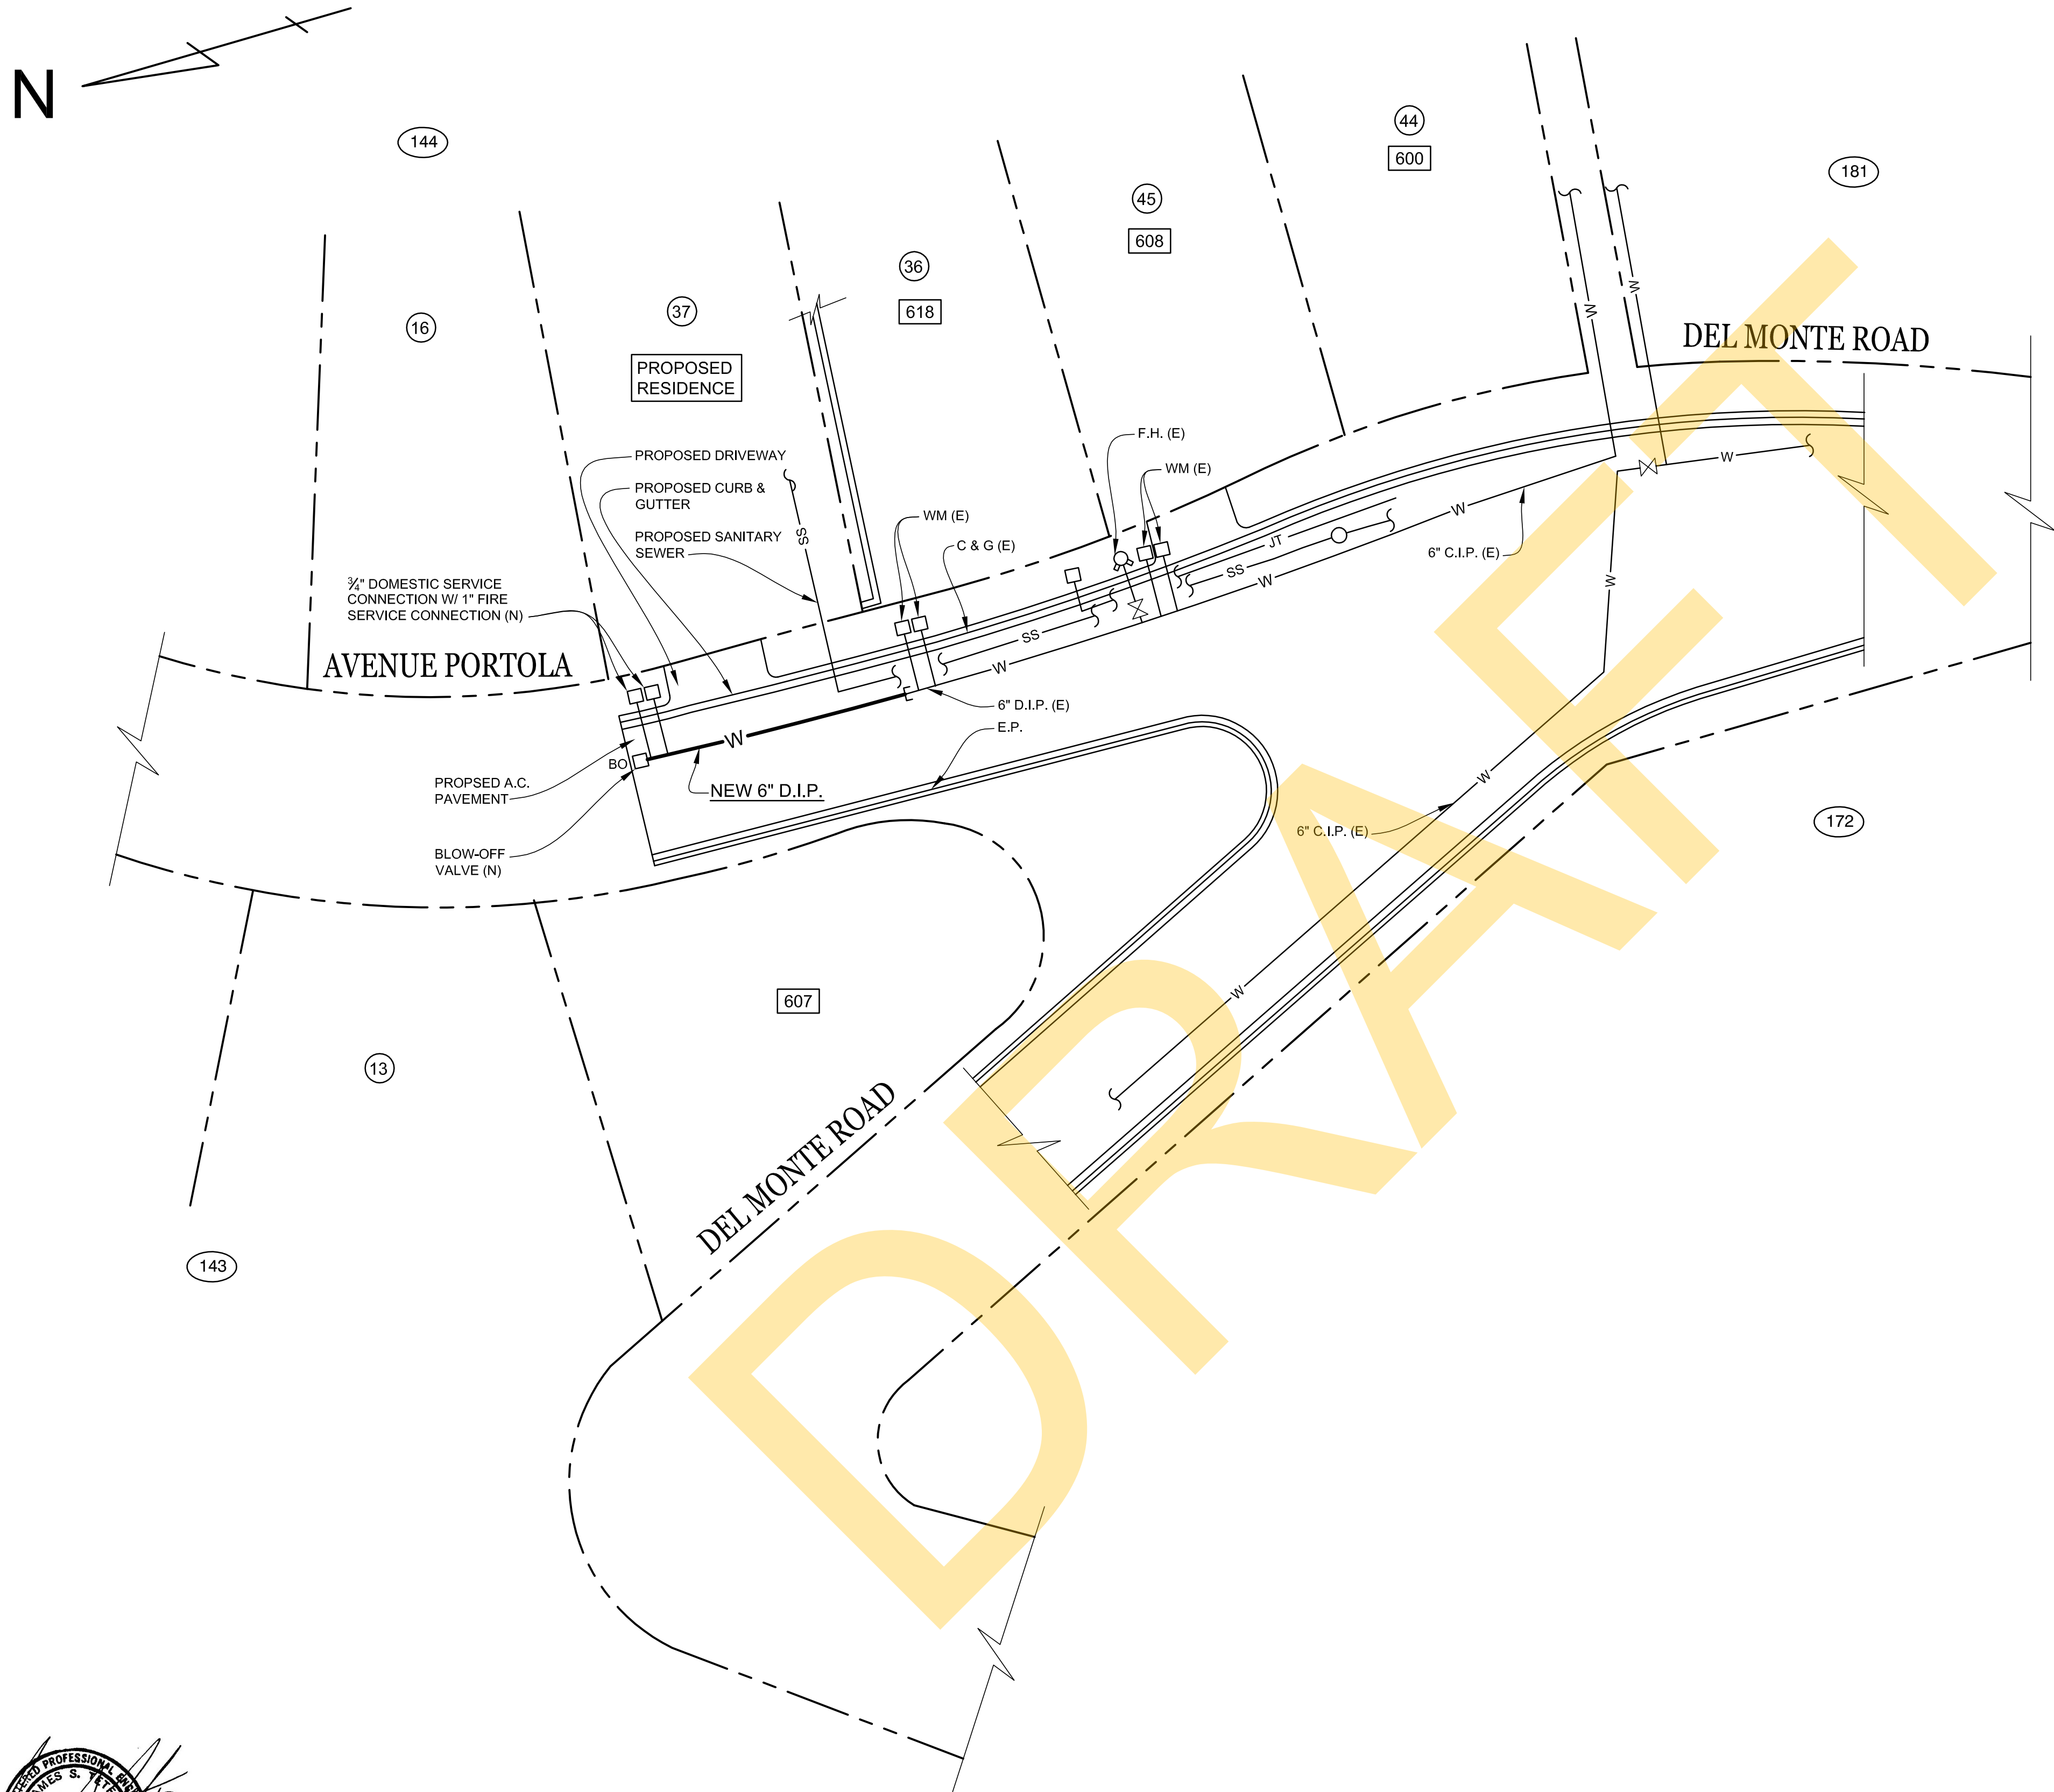 N
144
44
600
181
45
608
36
618
37
16
PROPOSED
RESIDENCE
W
W
DEL MONTE ROAD
F.H. (E)
WM (E)
W
W
6" C.I.P. (E)
JT
SS
W
W
PROPOSED DRIVEWAY
PROPOSED CURB &
GUTTER
PROPOSED SANITARY
SEWER
SS
WM (E)
C & G (E)
SS
W
¾" DOMESTIC SERVICE
CONNECTION W/ 1" FIRE
SERVICE CONNECTION (N)
AVENUE PORTOLA
6" D.I.P. (E)
E.P.
W
BO
NEW 6" D.I.P.
PROPSED A.C.
PAVEMENT
BLOW-OFF
VALVE (N)
W
6" C.I.P. (E)
172
W
607
13
DEL MONTE ROAD
143
DRAFT
PROFESSIONAL
S.